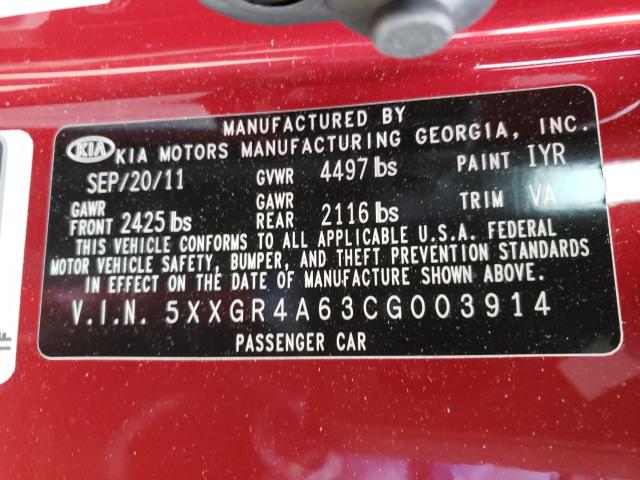 MANUFACTURED BY
KIA KIA MOTORS MANUFACTURING GEORGIA, INC.
SEP/20/11 GVWR 4497 lbs PAINT IYR
GAWR FRONT 2425 lbs GAWR REAR 2116 lbs TRIM VA
THIS VEHICLE CONFORMS TO ALL APPLICABLE U.S.A. FEDERAL
MOTOR VEHICLE SAFETY, BUMPER, AND THEFT PREVENTION STANDARDS
IN EFFECT ON THE DATE OF MANUFACTURE SHOWN ABOVE.
V.I.N. 5XXGR4A63CG003914
PASSENGER CAR